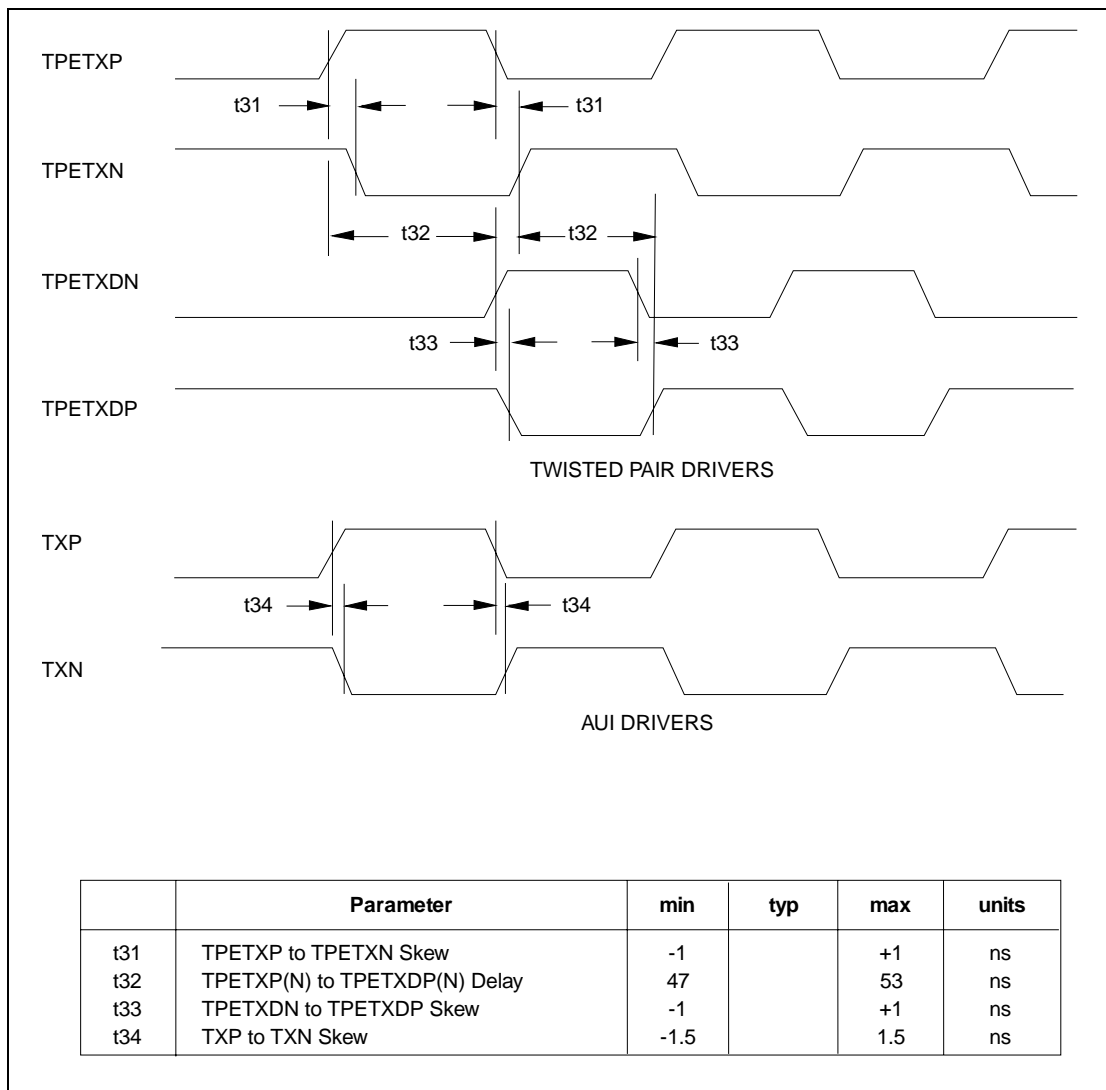 TPETXP
t31
t31
TPETXN
t32
t32
TPETXDN
t33
t33
TPETXDP
TWISTED PAIR DRIVERS
TXP
t34
t34
TXN
AUI DRIVERS
Parameter min typ max units
t31 TPETXP to TPETXN Skew -1 +1 ns
t32 TPETXP(N) to TPETXDP(N) Delay 47 53 ns
t33 TPETXDN to TPETXDP Skew -1 +1 ns
t34 TXP to TXN Skew -1.5 1.5 ns